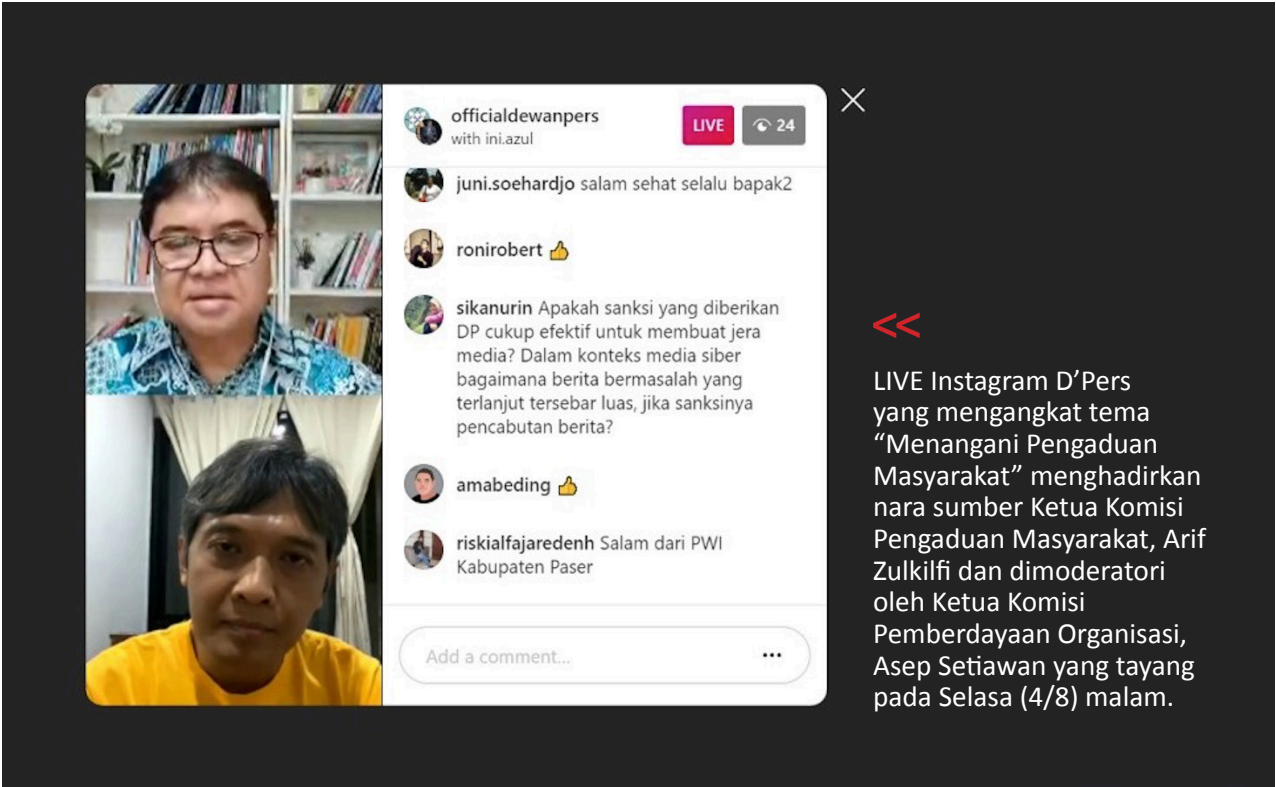 officialdewanpers
with ini.azul
LIVE
24
juni.soehardjo salam sehat selalu bapak2
ronirobert 👍
sikanurin Apakah sanksi yang diberikan
DP cukup efektif untuk membuat jera
media? Dalam konteks media siber
bagaimana berita bermasalah yang
terlanjut tersebar luas, jika sanksinya
pencabutan berita?
amabeding 👍
riskialfajaredenh Salam dari PWI
Kabupaten Paser
Add a comment...
<<
LIVE Instagram D’Pers
yang mengangkat tema
“Menangani Pengaduan
Masyarakat” menghadirkan
nara sumber Ketua Komisi
Pengaduan Masyarakat, Arif
Zulkilfi dan dimoderatori
oleh Ketua Komisi
Pemberdayaan Organisasi,
Asep Setiawan yang tayang
pada Selasa (4/8) malam.